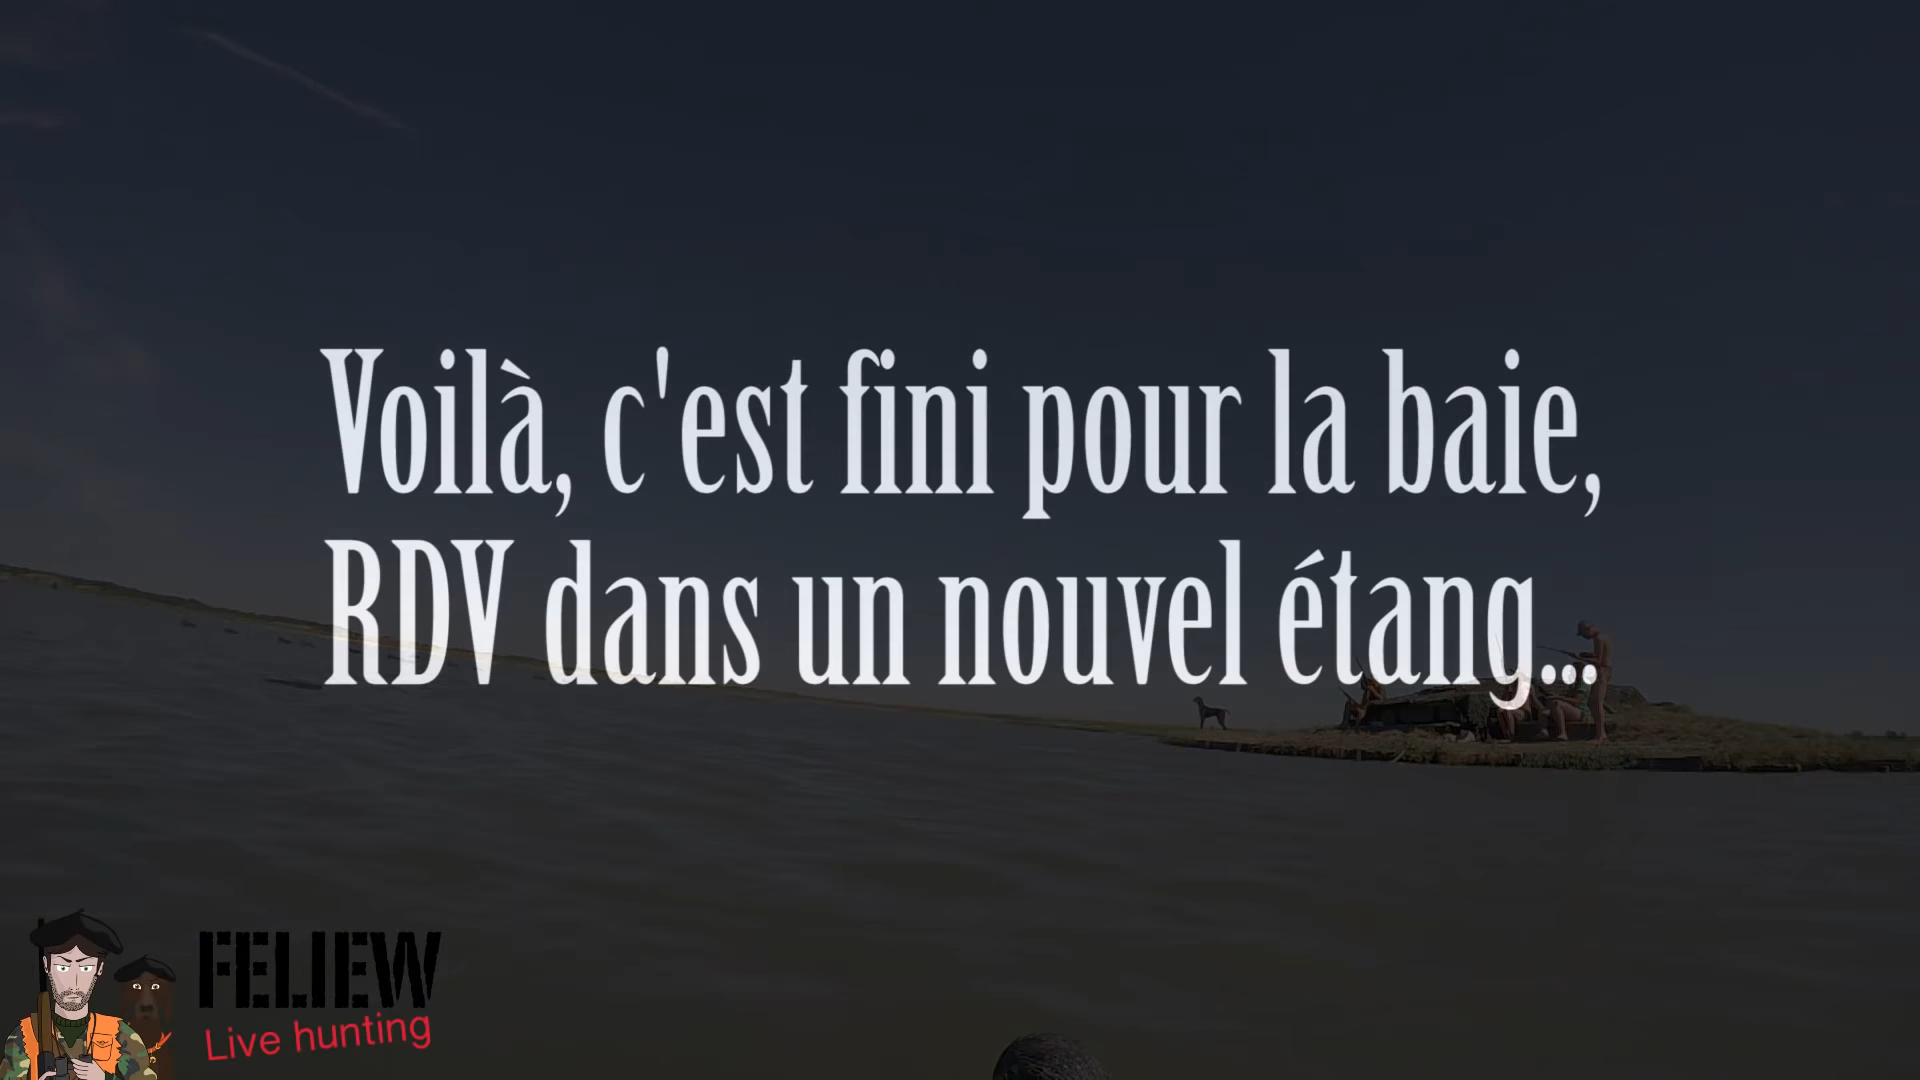 Voilà, c'est fini pour la baie,
RDV dans un nouvel étang...
FELIEW
Live hunting